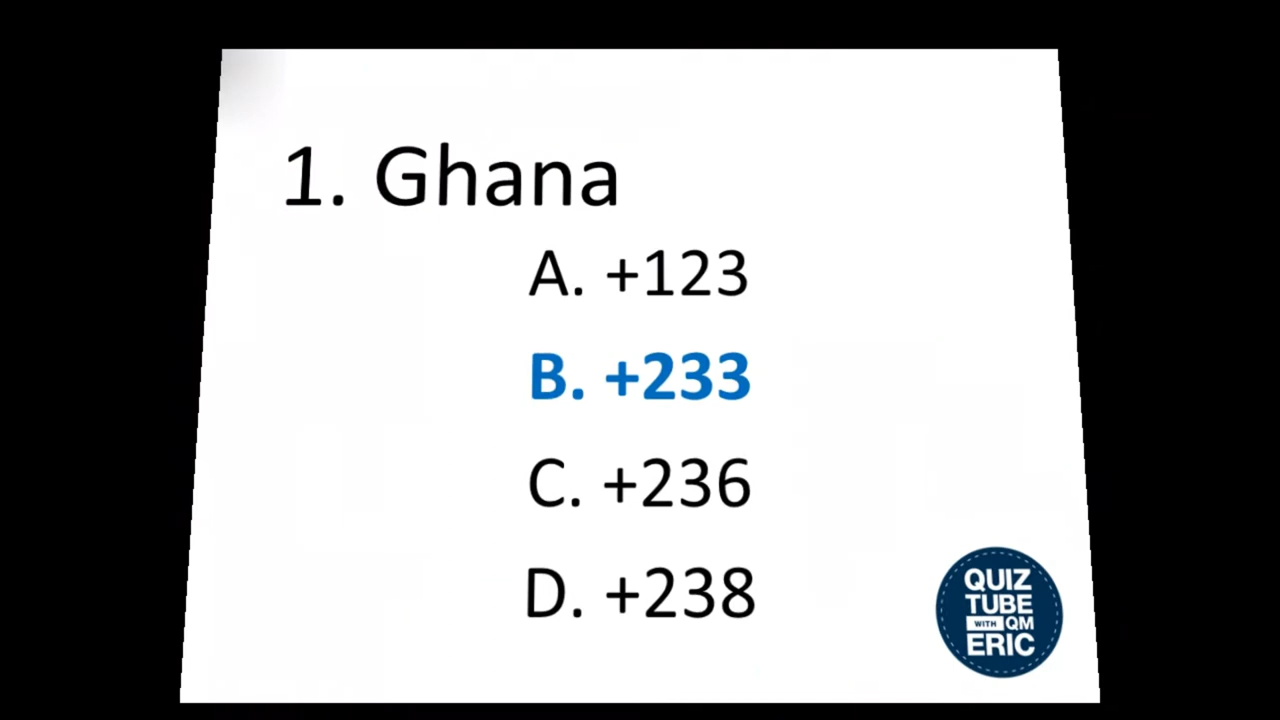 1. Ghana
A. +123
B. +233
C. +236
D. +238
QUIZ
TUBE
WITH QM
ERIC